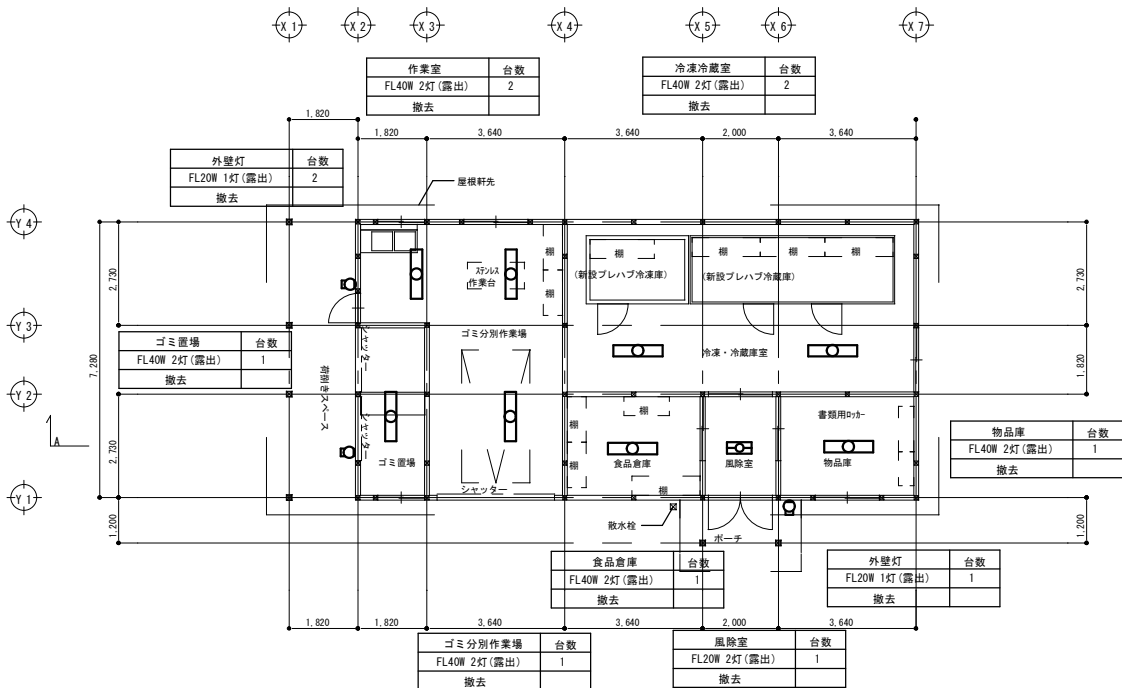 X1 X2 X3 X4 X5 X6 X7
作業室 台数
FL40W 2灯(露出) 2
撤去
冷凍冷蔵室 台数
FL40W 2灯(露出) 2
撤去
1,820
1,820 3,640 3,640 2,000 3,640
外壁灯 台数
FL20W 1灯(露出) 2
撤去
屋根軒先
Y4
棚
棚 棚 棚 棚
ステンレス
作業台
(新設プレハブ冷凍庫) (新設プレハブ冷蔵庫)
棚
2,730 2,730
Y3
ゴミ置場 台数
FL40W 2灯(露出) 1
撤去
シャッター
ゴミ分別作業場
冷凍・冷蔵庫室
7,280
1,820
荷捌きスペース
Y2
シャッター
棚
棚
書類用ロッカー
A
2,730
ゴミ置場
棚
食品倉庫
風除室
物品庫
物品庫 台数
FL40W 2灯(露出) 1
撤去
シャッター
棚
Y1
散水栓
ポーチ
1,200 1,200
食品倉庫 台数
FL40W 2灯(露出) 1
撤去
外壁灯 台数
FL20W 1灯(露出) 1
撤去
1,820 1,820 3,640 3,640 2,000 3,640
ゴミ分別作業場 台数
FL40W 2灯(露出) 1
撤去
風除室 台数
FL20W 2灯(露出) 1
撤去